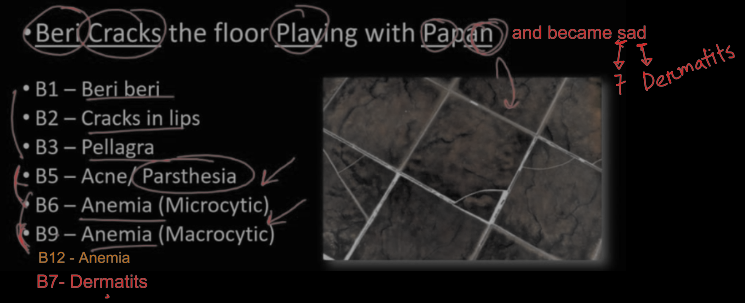 •Beri Cracks the floor Playing with Papan and became sad
7 Dermatits
• B1 – Beri beri
• B2 – Cracks in lips
• B3 – Pellagra
• B5 – Acne/Parsthesia
• B6 – Anemia (Microcytic)
• B9 – Anemia (Macrocytic)
B12 - Anemia
B7- Dermatits